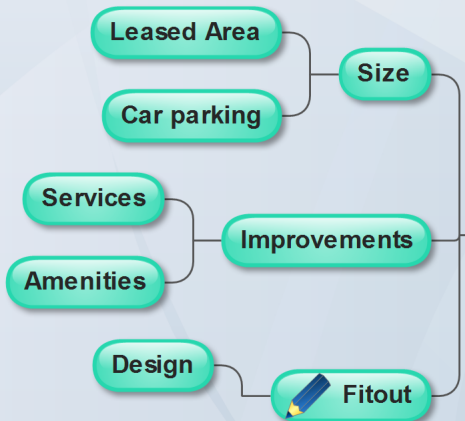 Leased Area
Size
Car parking
Services
Improvements
Amenities
Design
Fitout